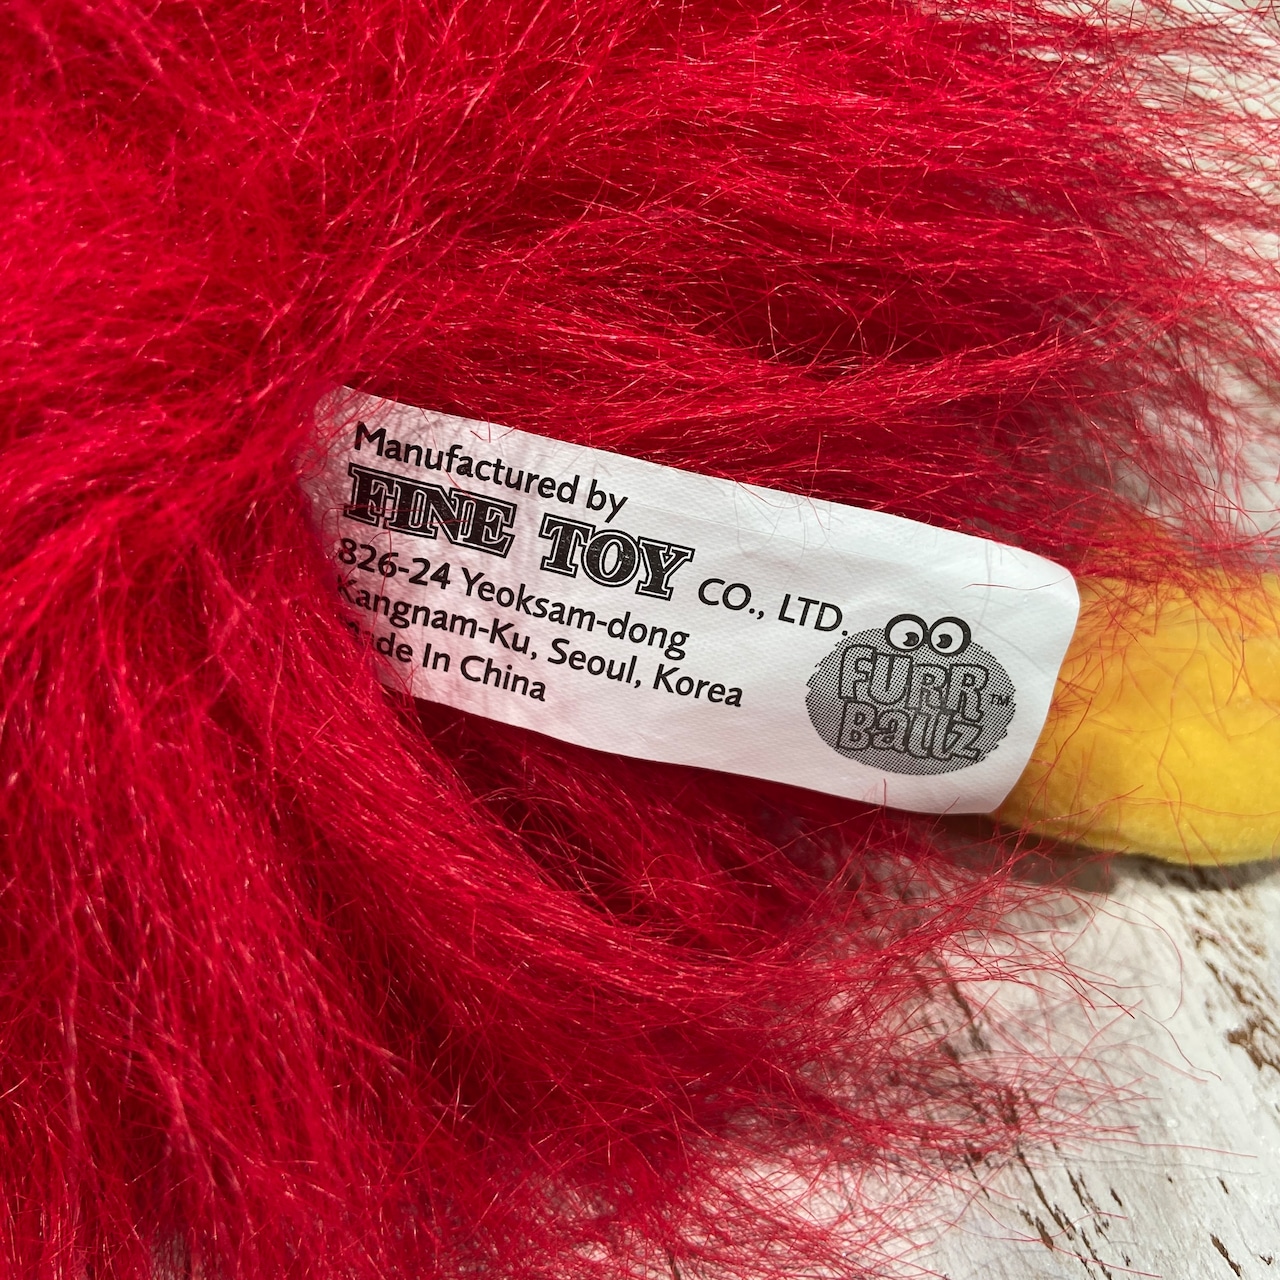 Manufactured by
FINE TOY CO., LTD.
826-24 Yeoksam-dong
Kangnam-Ku, Seoul, Korea
Made In China
FURR
Ballz
TM